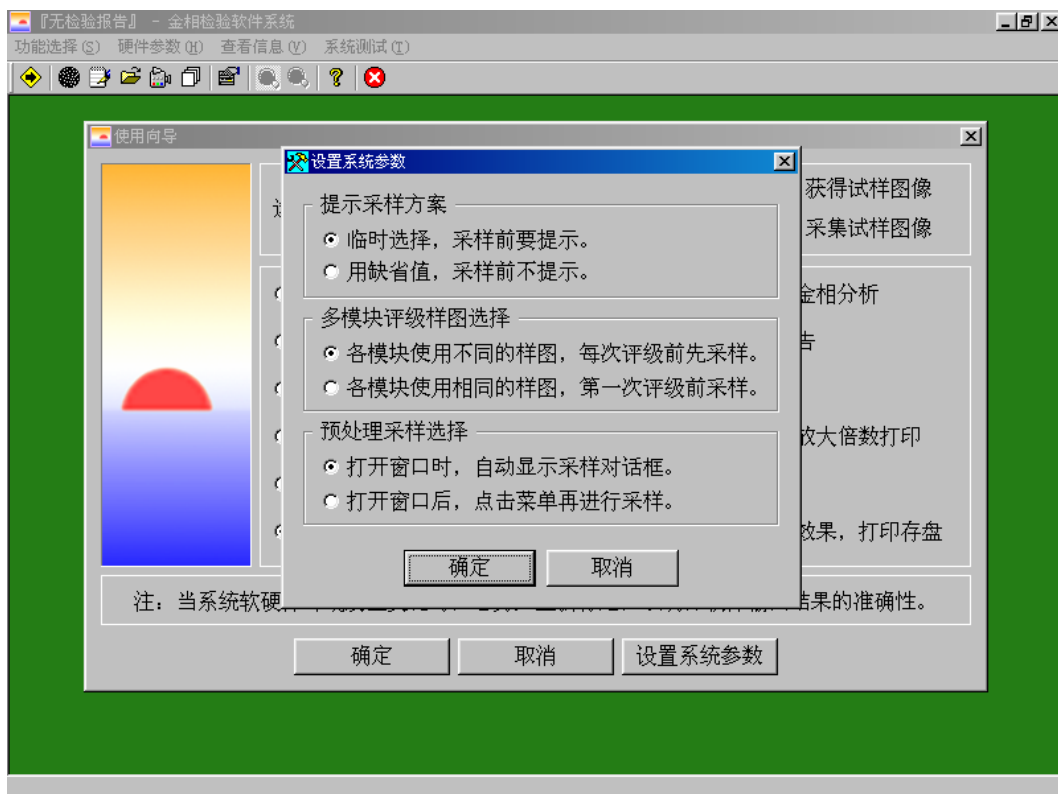 『无检验报告』 - 金相检验软件系统
功能选择(S) 硬件参数(H) 查看信息(V) 系统测试(T)
使用向导
设置系统参数
获得试样图像
采集试样图像
提示采样方案
临时选择，采样前要提示。
用缺省值，采样前不提示。
金相分析
多模块评级样图选择
告
各模块使用不同的样图，每次评级前先采样。
各模块使用相同的样图，第一次评级前采样。
预处理采样选择
放大倍数打印
打开窗口时，自动显示采样对话框。
打开窗口后，点击菜单再进行采样。
效果，打印存盘
确定 取消
注：当系统软硬
结果的准确性。
确定 取消 设置系统参数